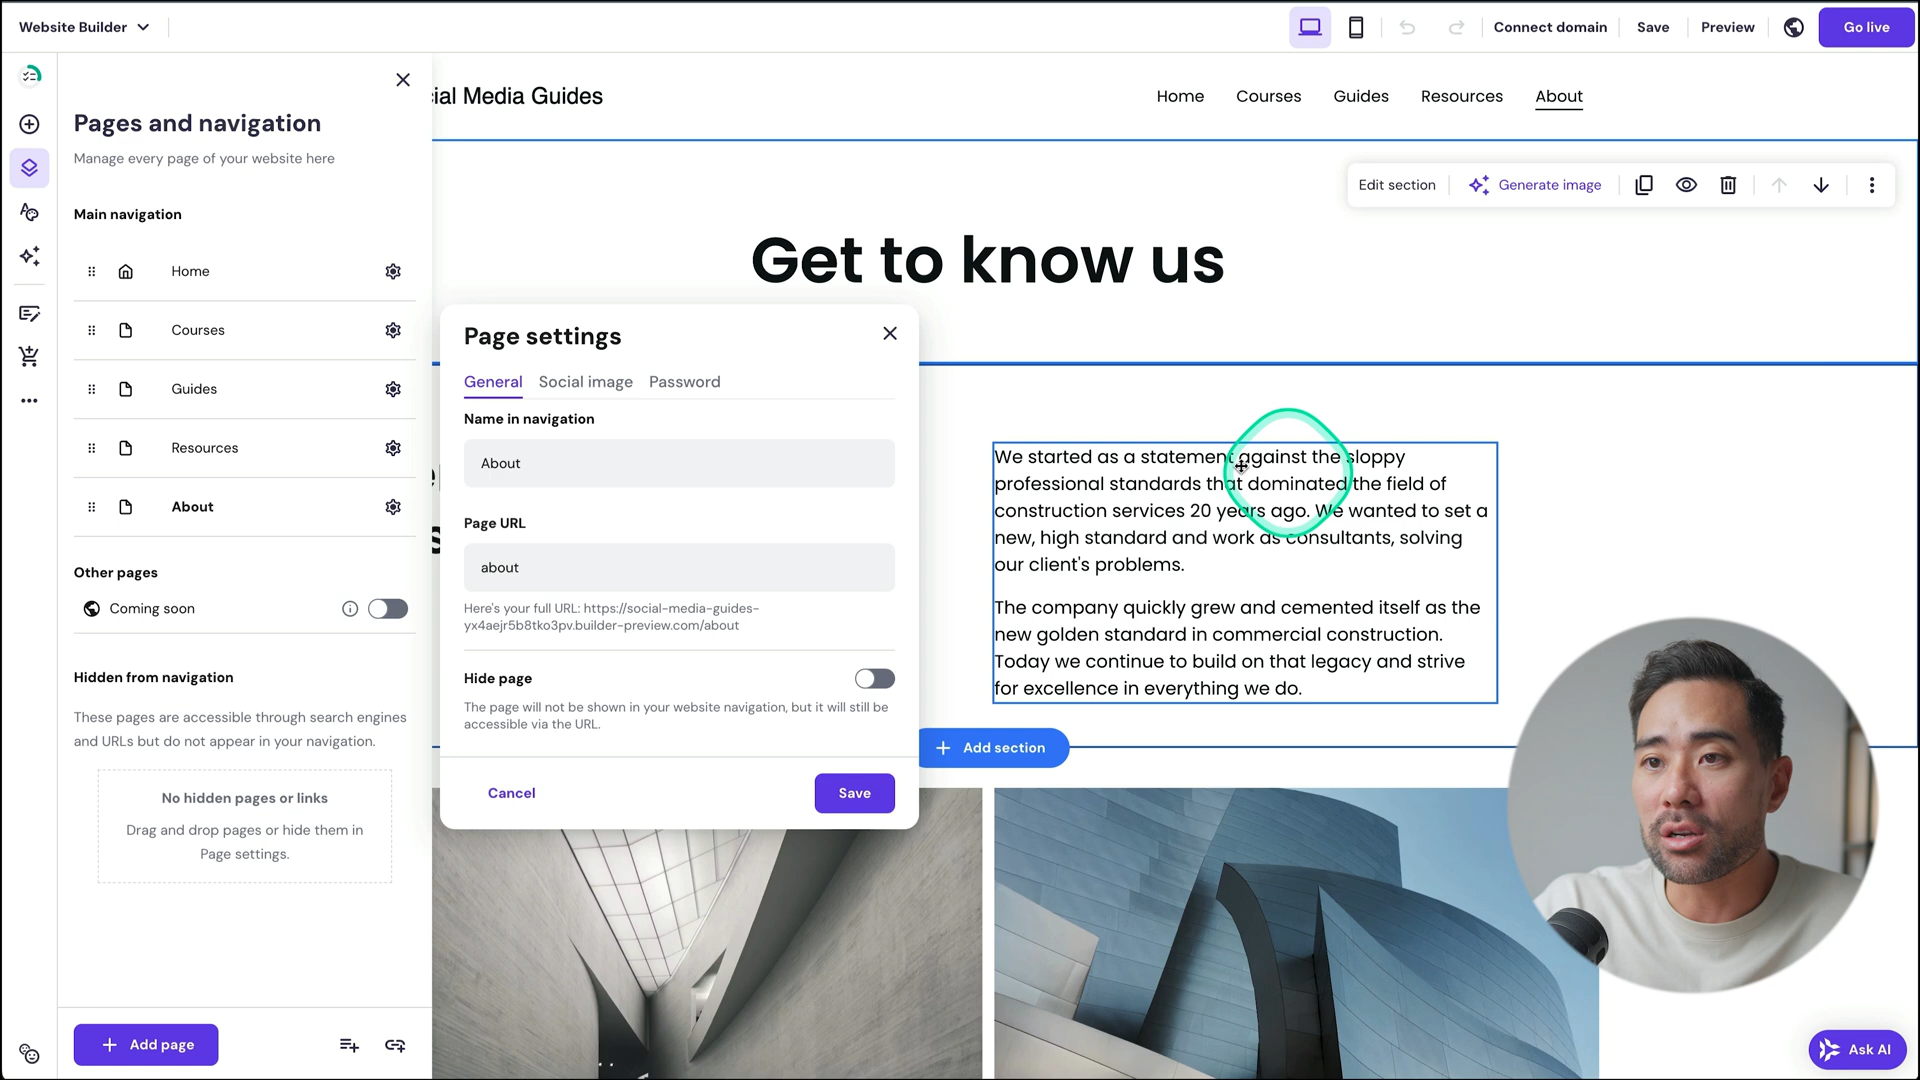 Website Builder
Connect domain
Save
Preview
Go live
Pages and navigation
Manage every page of your website here
Main navigation
Home
Courses
Guides
Resources
About
Other pages
Coming soon
Hidden from navigation
These pages are accessible through search engines
and URLs but do not appear in your navigation.
No hidden pages or links
Drag and drop pages or hide them in
Page settings.
Add page
ial Media Guides
Home
Courses
Guides
Resources
About
Edit section
Generate image
Get to know us
Page settings
General
Social image
Password
Name in navigation
About
Page URL
about
Here's your full URL: https://social-media-guides-
yx4aejr5b8tko3pv.builder-preview.com/about
Hide page
The page will not be shown in your website navigation, but it will still be
accessible via the URL.
Cancel
Save
We started as a statement against the sloppy
professional standards that dominated the field of
construction services 20 years ago. We wanted to set a
new, high standard and work as consultants, solving
our client's problems.
The company quickly grew and cemented itself as the
new golden standard in commercial construction.
Today we continue to build on that legacy and strive
for excellence in everything we do.
Add section
Ask AI